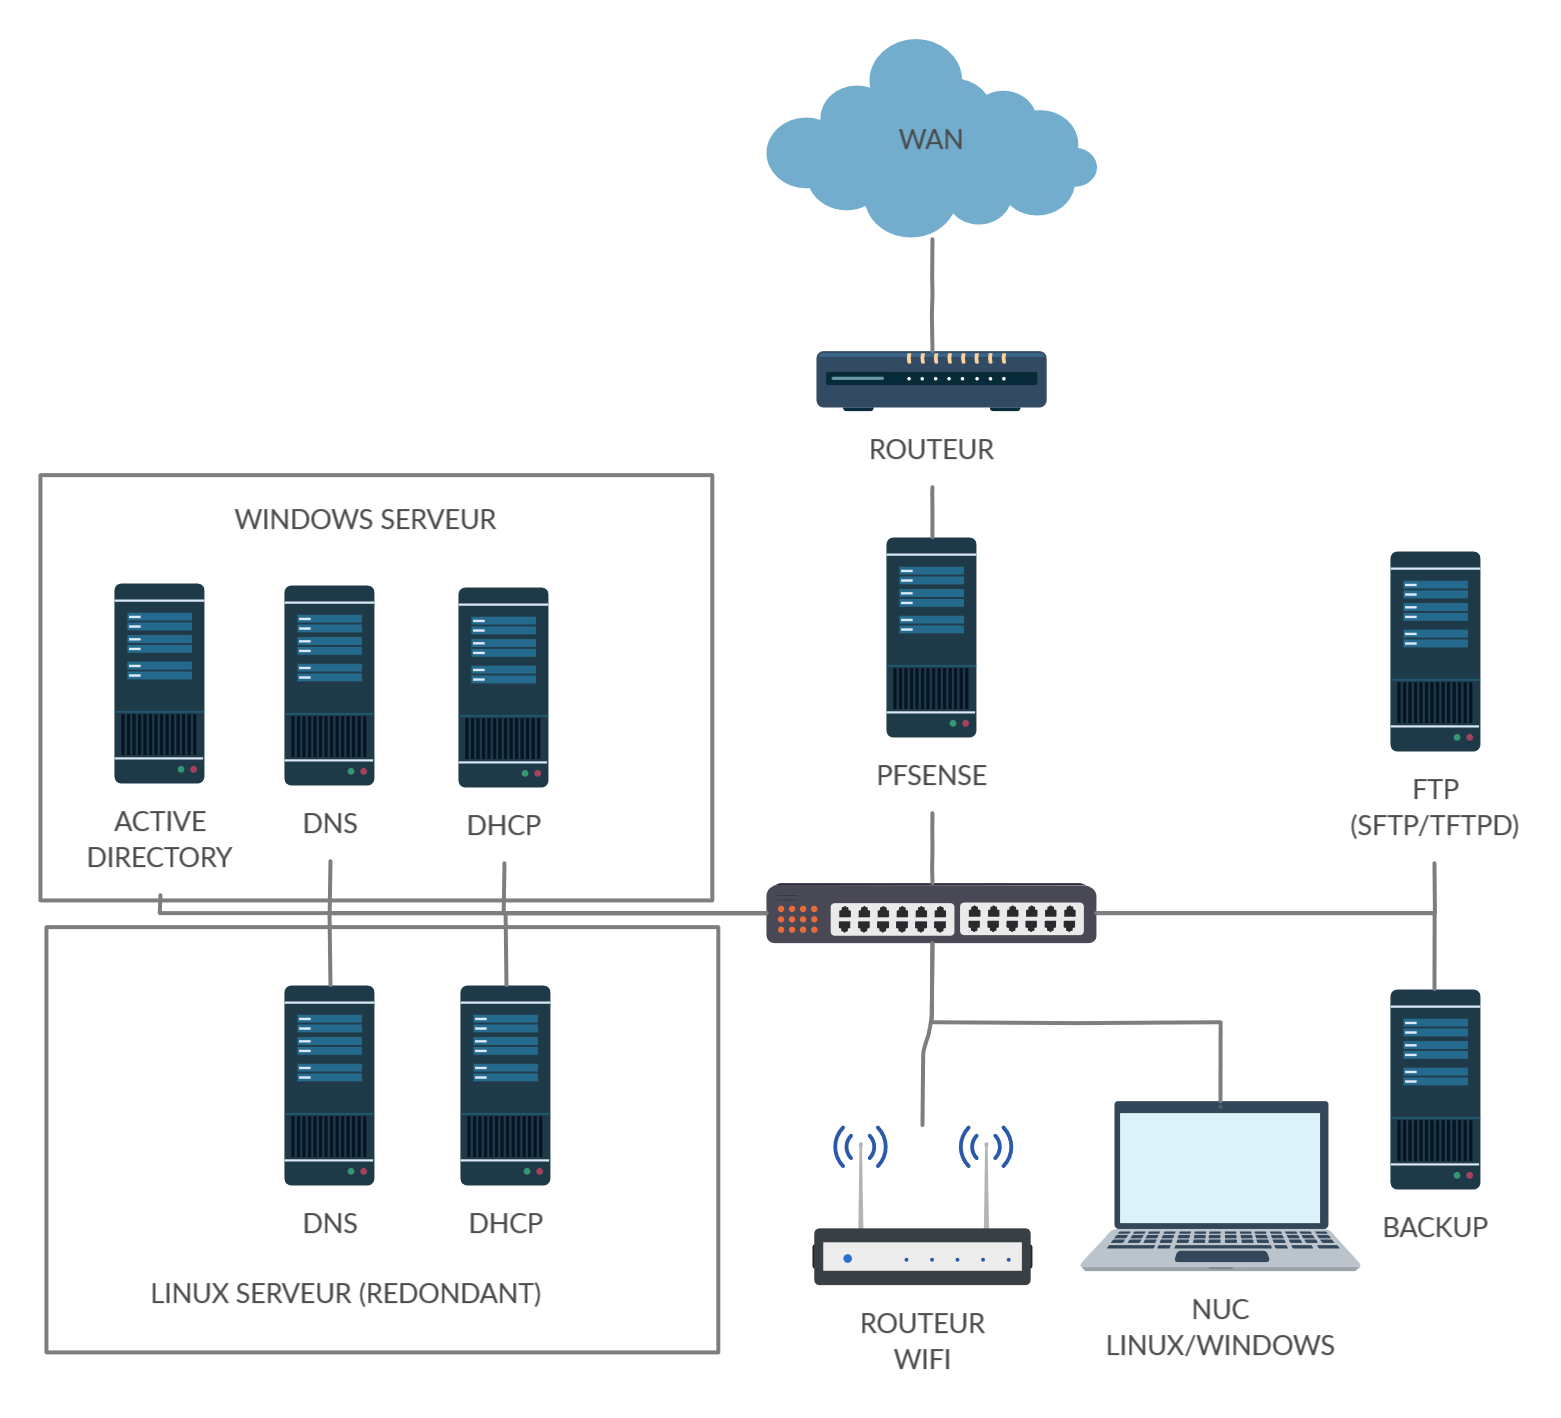 WAN
ROUTEUR
WINDOWS SERVEUR
ACTIVE
DIRECTORY
DNS
DHCP
PFSENSE
FTP
(SFTP/TFTPD)
DNS
DHCP
LINUX SERVEUR (REDONDANT)
ROUTEUR
WIFI
NUC
LINUX/WINDOWS
BACKUP